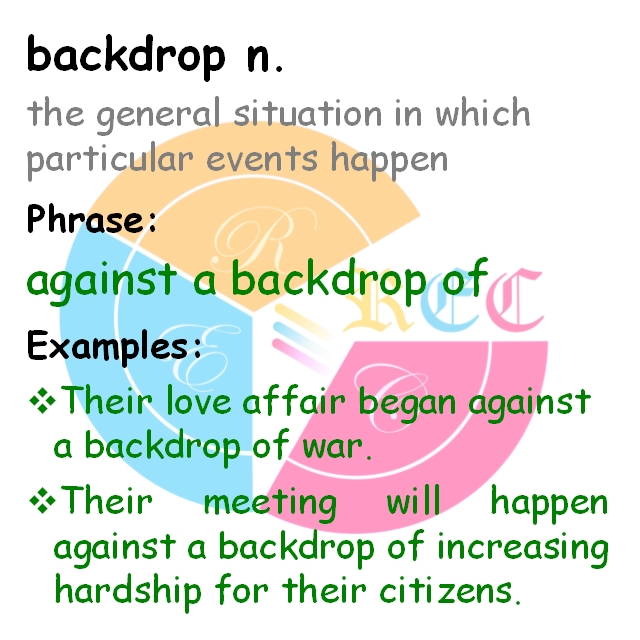 backdrop n.
the general situation in which
particular events happen
Phrase:
against a backdrop of
R
REC
E
Examples:
C
❖Their love affair began against
a backdrop of war.
❖Their meeting will happen
against a backdrop of increasing
hardship for their citizens.